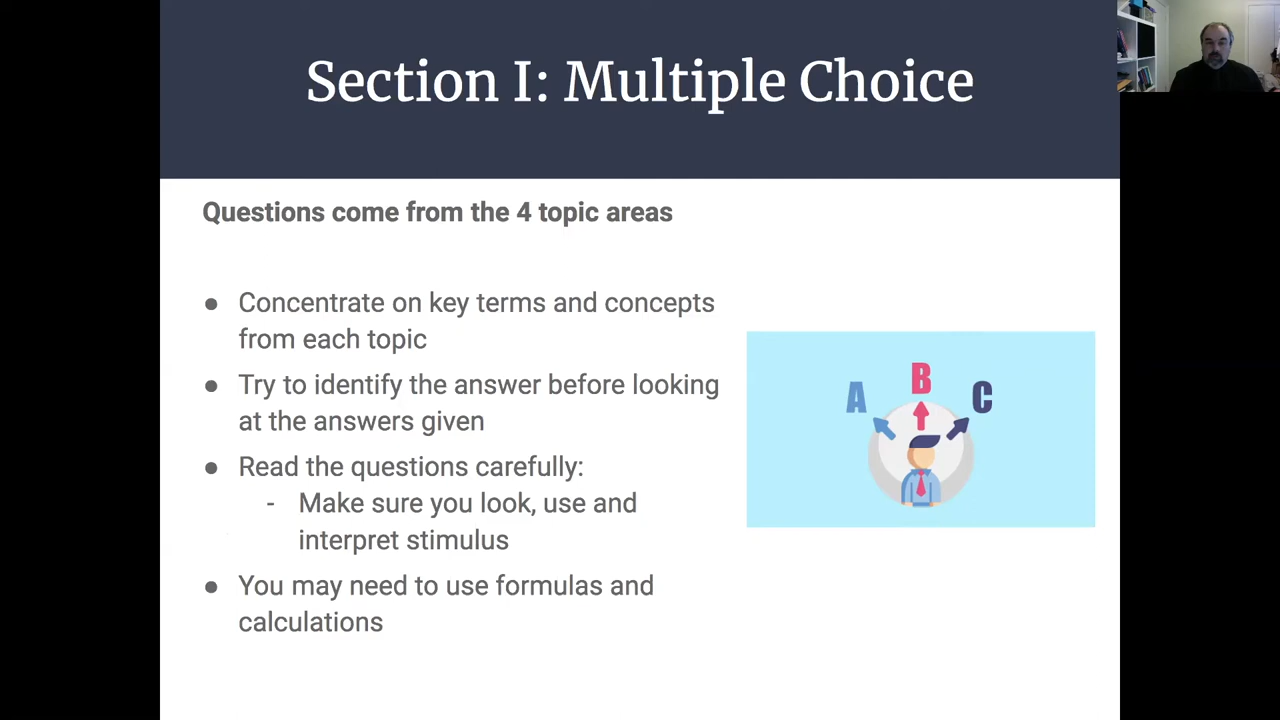 Section I: Multiple Choice
Questions come from the 4 topic areas
● Concentrate on key terms and concepts
from each topic
● Try to identify the answer before looking
at the answers given
● Read the questions carefully:
- Make sure you look, use and
interpret stimulus
● You may need to use formulas and
calculations
A B C